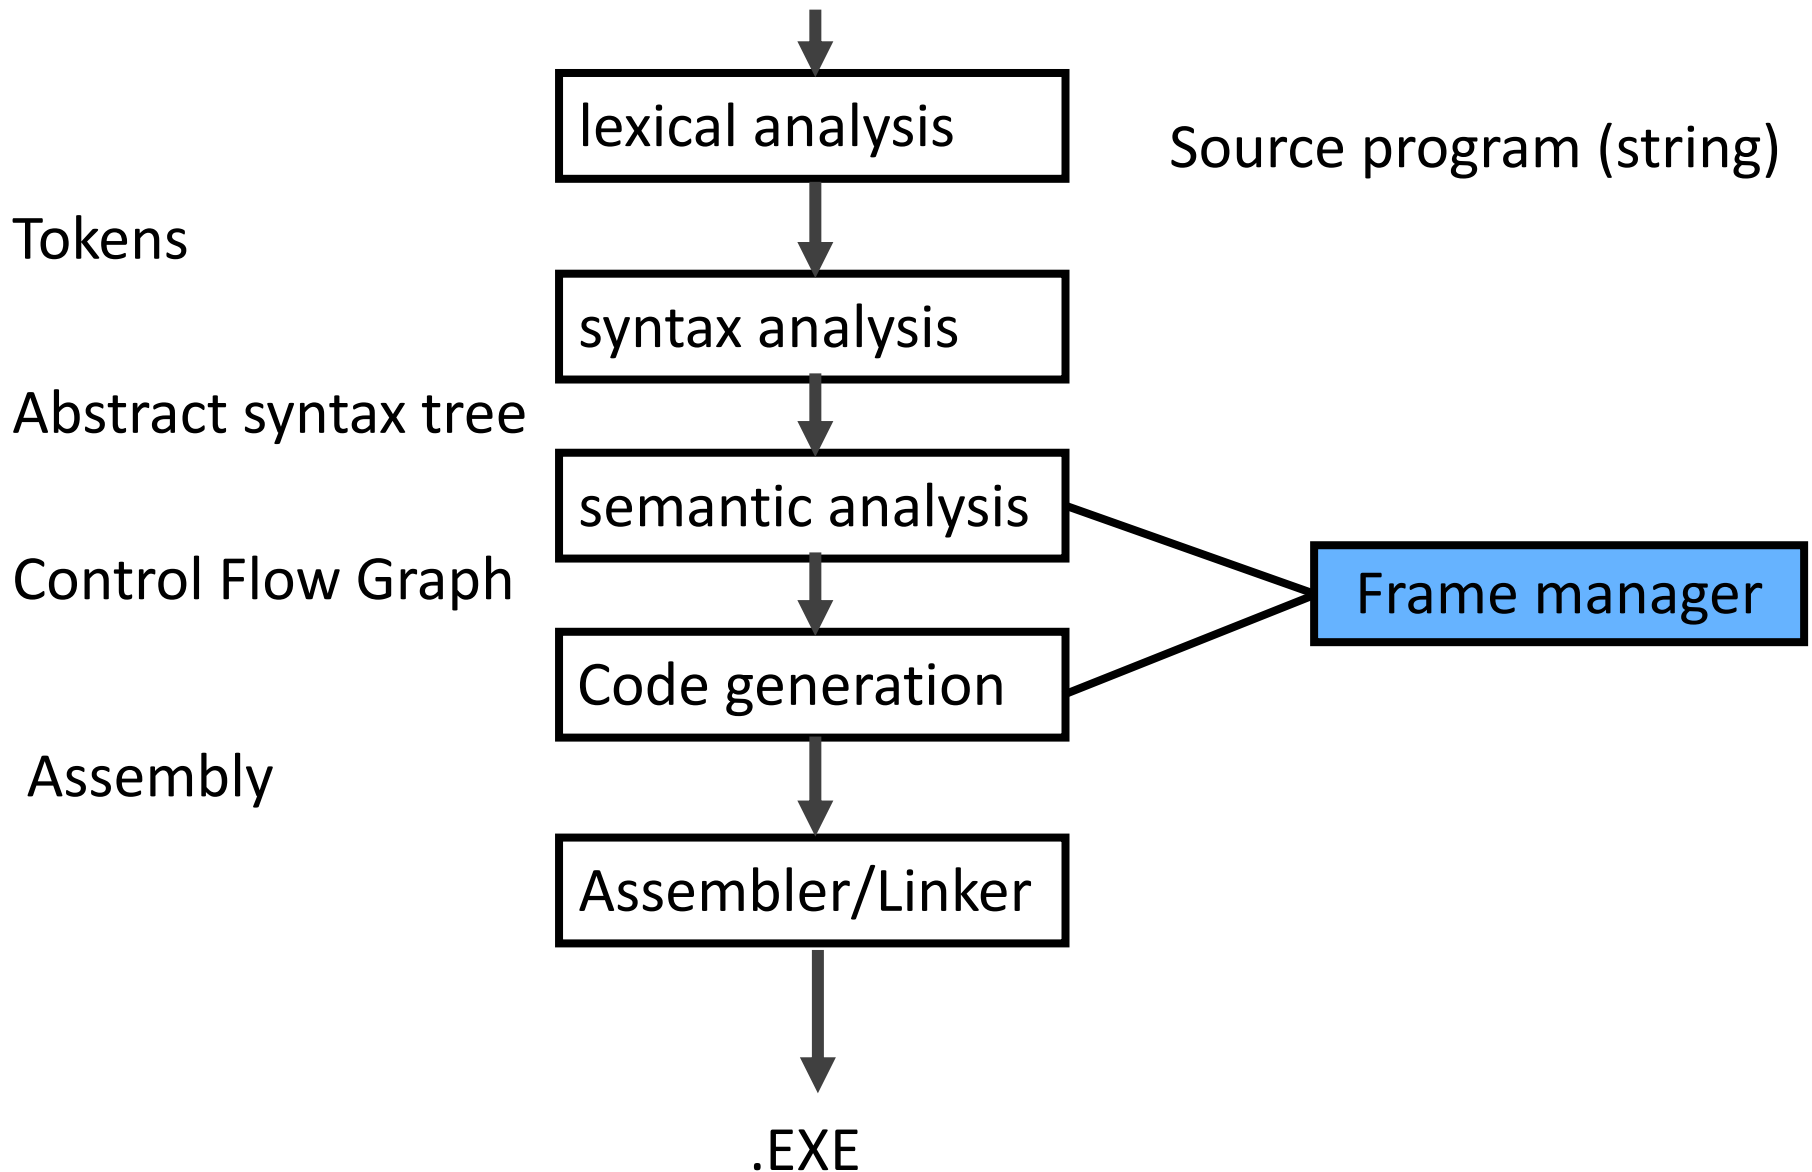 lexical analysis
Source program (string)
Tokens
syntax analysis
Abstract syntax tree
semantic analysis
Control Flow Graph
Frame manager
Code generation
Assembly
Assembler/Linker
.EXE